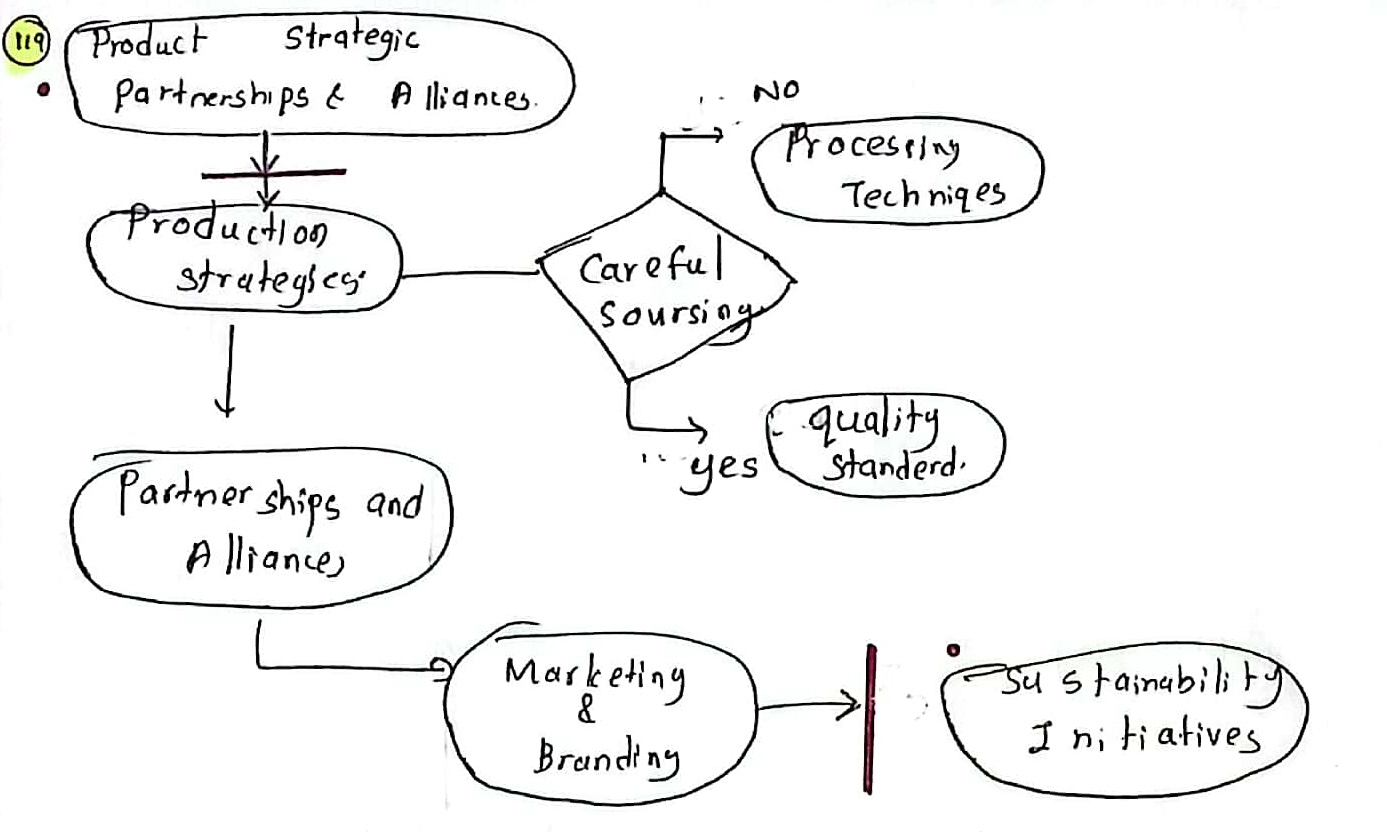 119
Product Strategic
Partnerships & Alliances.
NO
Processing
Techniqes
Production
strategies
Careful
Soursing
quality
standerd.
yes
Partnerships and
Alliances
Marketing
&
Branding
Sustainability
Initiatives